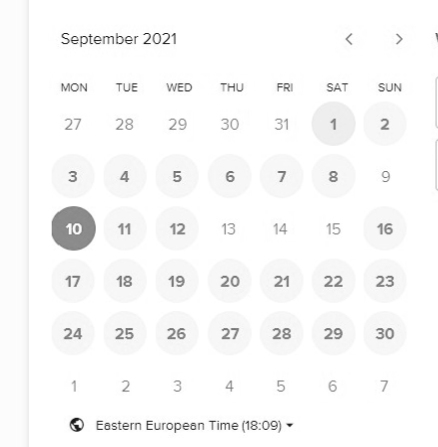 September 2021
MON TUE WED THU FRI SAT SUN
27 28 29 30 31 1 2
3 4 5 6 7 8 9
10 11 12 13 14 15 16
17 18 19 20 21 22 23
24 25 26 27 28 29 30
1 2 3 4 5 6 7
Eastern European Time (18:09)